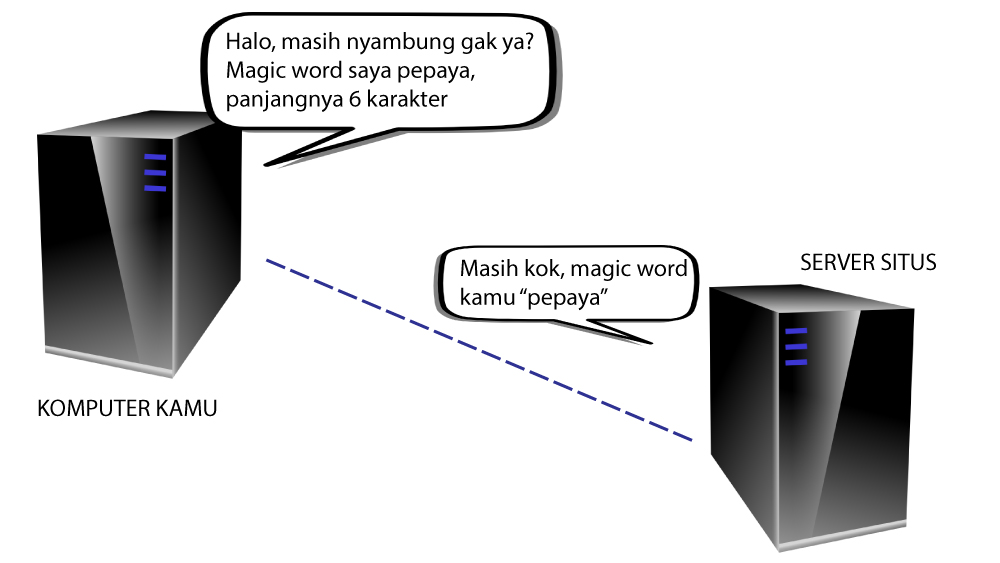 Halo, masih nyambung gak ya?
Magic word saya pepaya,
panjangnya 6 karakter
Masih kok, magic word
kamu “pepaya”
SERVER SITUS
KOMPUTER KAMU